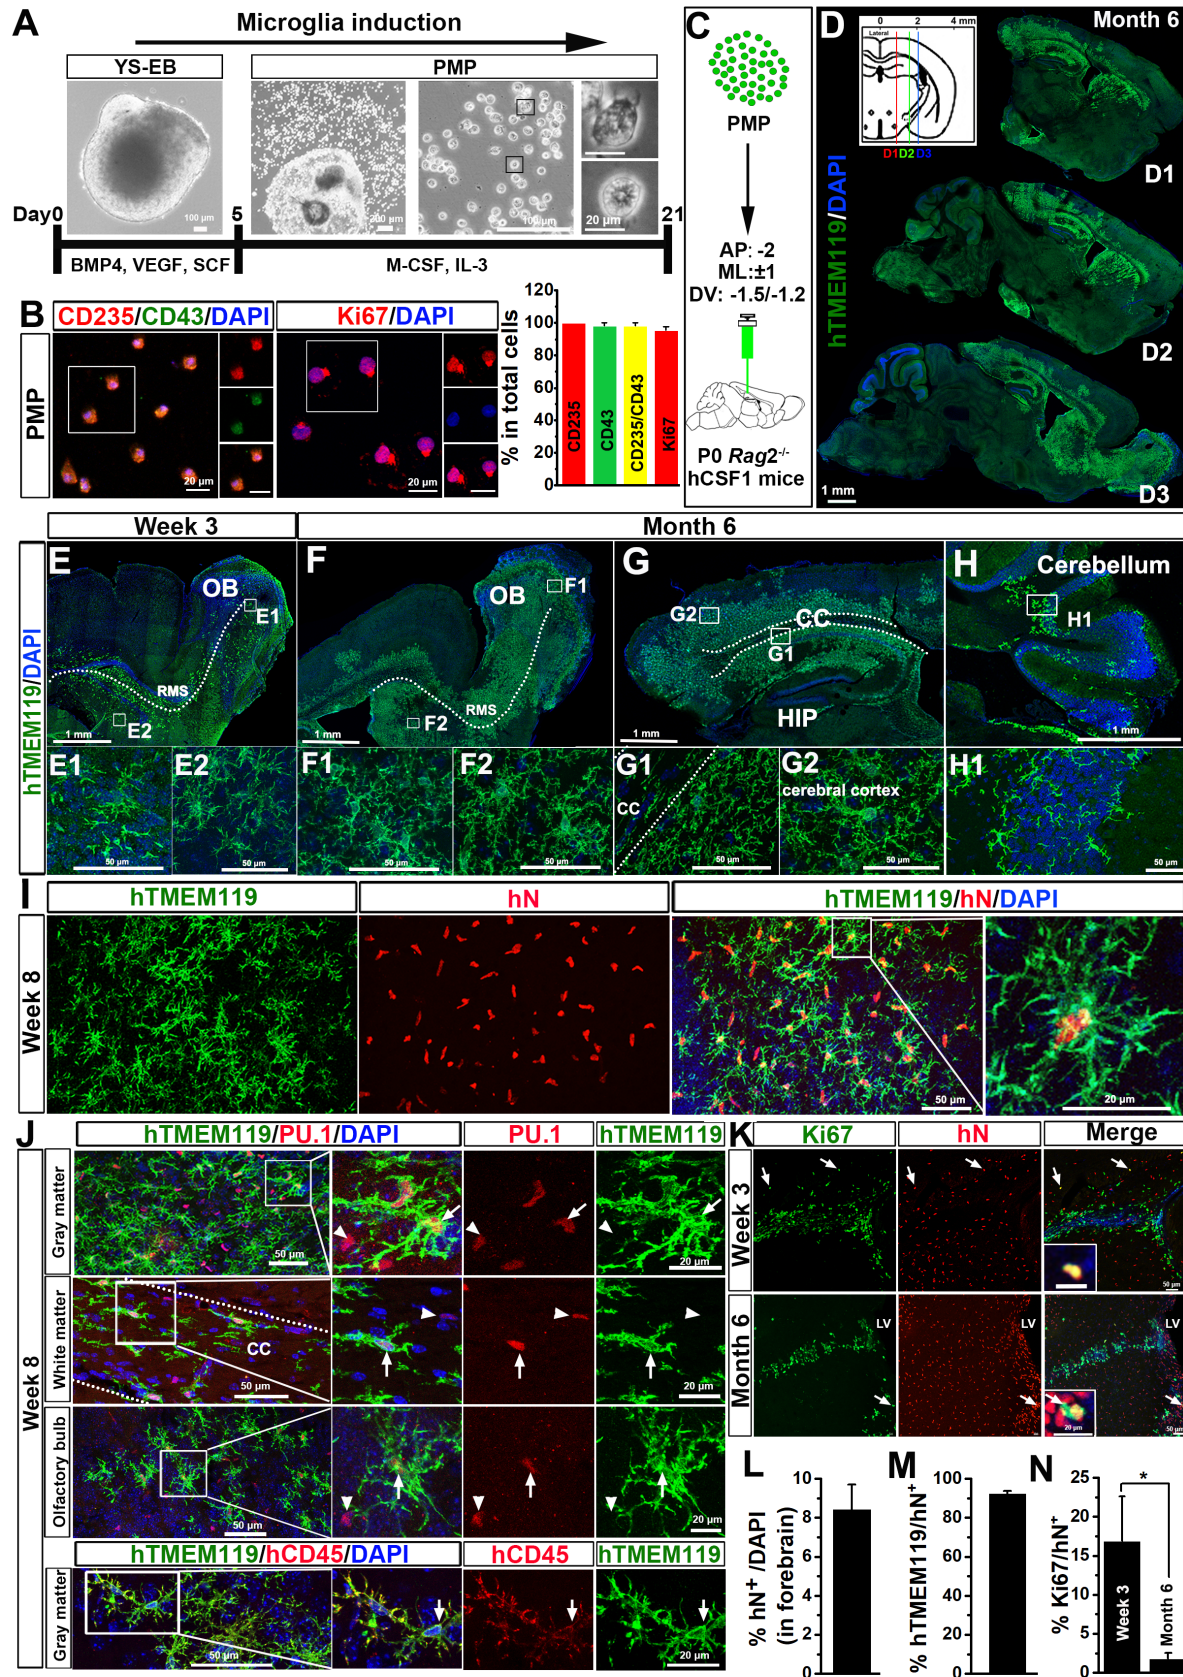 A
Microglia induction
YS-EB
PMP
100 µm
200 µm
100 µm
20 µm
Day 0
5
21
BMP4, VEGF, SCF
M-CSF, IL-3
B
CD235/CD43/DAPI
Ki67/DAPI
PMP
20 µm
20 µm
% in total cells
120
100
80
60
40
20
0
CD235
CD43
CD235/CD43
Ki67
C
PMP
AP: -2
ML:±1
DV: -1.5/-1.2
P0 Rag2-/-
hCSF1 mice
D
Month 6
0 2 4 mm
Lateral
D1 D2 D3
hTMEM119/DAPI
D1
D2
D3
1 mm
Week 3
Month 6
hTMEM119/DAPI
E
OB
E1
RMS
E2
1 mm
F
OB
F1
RMS
F2
1 mm
G
G2
CC
G1
HIP
1 mm
H
Cerebellum
H1
1 mm
E1
50 µm
E2
50 µm
F1
50 µm
F2
50 µm
G1
CC
50 µm
G2
cerebral cortex
50 µm
H1
50 µm
I
hTMEM119
hN
hTMEM119/hN/DAPI
Week 8
50 µm
20 µm
J
hTMEM119/PU.1/DAPI
PU.1
hTMEM119
Week 8
Gray matter
50 µm
20 µm
White matter
CC
50 µm
20 µm
Olfactory bulb
50 µm
20 µm
hTMEM119/hCD45/DAPI
hCD45
hTMEM119
Gray matter
50 µm
20 µm
K
Ki67
hN
Merge
Week 3
50 µm
Month 6
LV
LV
LV
20 µm
50 µm
L
% hN+ /DAPI
(in forebrain)
10
8
6
4
2
0
M
% hTMEM119/hN+
100
80
60
40
20
0
N
% Ki67/hN+
25
20
15
10
5
0
*
Week 3
Month 6